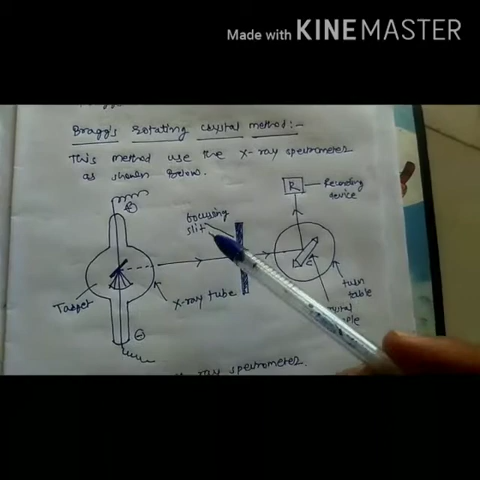 Made with KINEMASTER
Bragg's rotating crystal method:-
This method use the X-ray spectrometer
as shown below.
R
Recording
device
focussing
slit
Target
X-ray tube
turn
table
ray spectrometer.